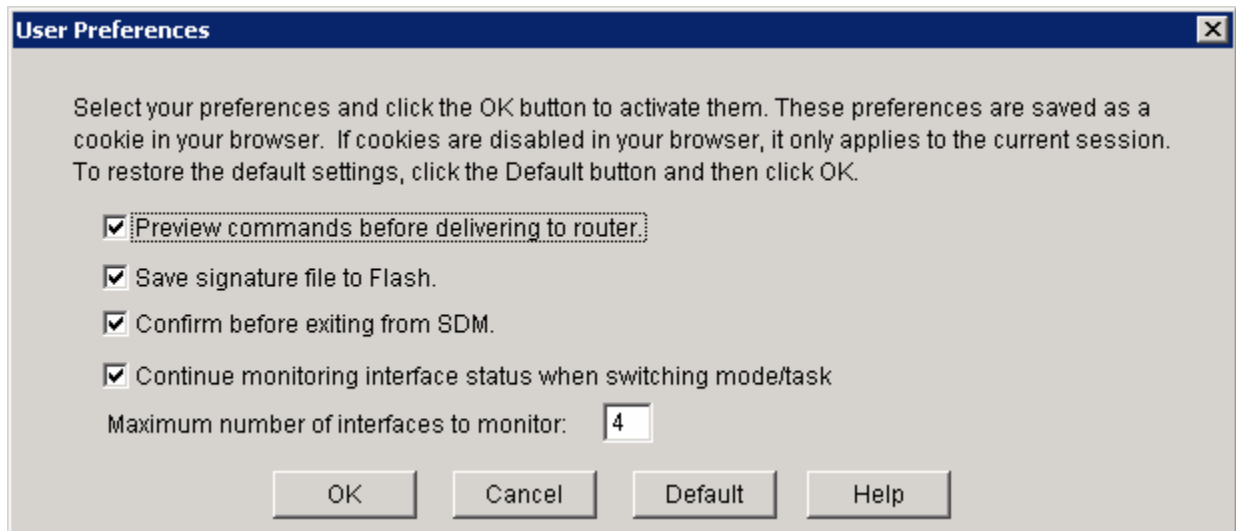 User Preferences
Select your preferences and click the OK button to activate them. These preferences are saved as a
cookie in your browser.  If cookies are disabled in your browser, it only applies to the current session.
To restore the default settings, click the Default button and then click OK.
Preview commands before delivering to router.
Save signature file to Flash.
Confirm before exiting from SDM.
Continue monitoring interface status when switching mode/task
Maximum number of interfaces to monitor: 4
OK Cancel Default Help